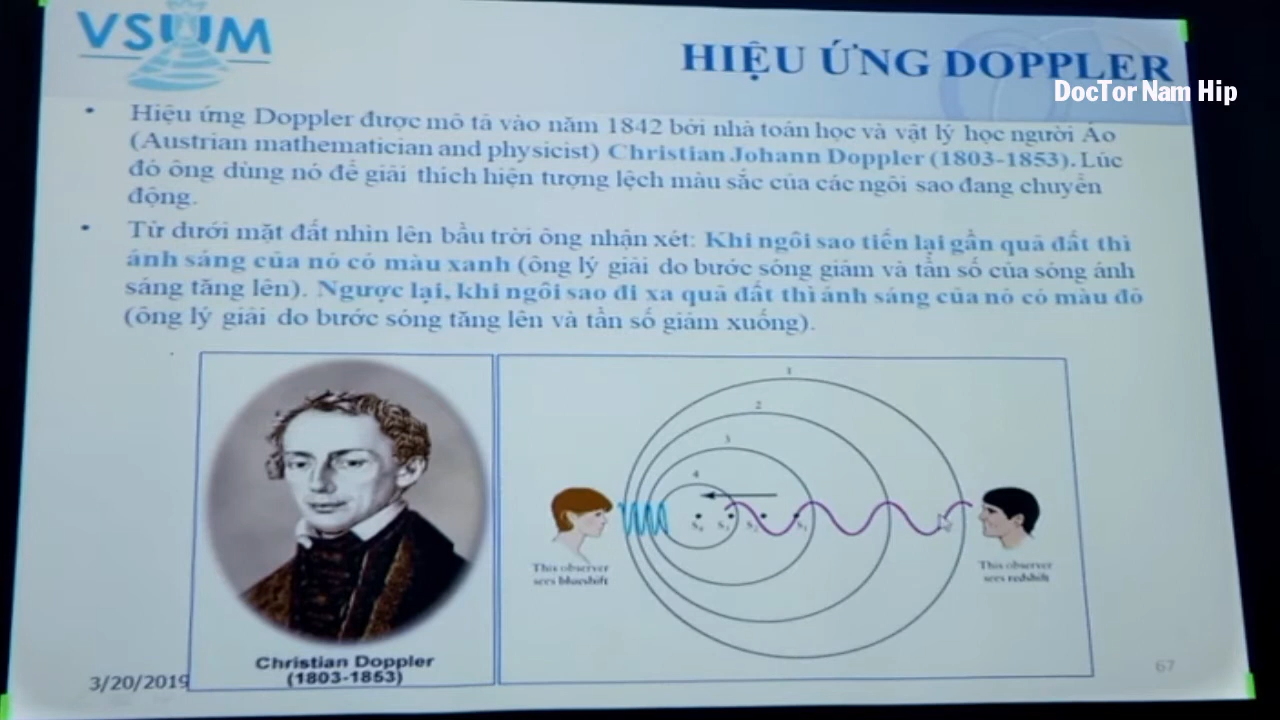 VSUM
HIỆU ỨNG DOPPLER
DocTor Nam Hip
• Hiệu ứng Doppler được mô tả vào năm 1842 bởi nhà toán học và vật lý học người Áo
(Austrian mathematician and physicist) Christian Johann Doppler (1803-1853). Lúc
đó ông dùng nó để giải thích hiện tượng lệch màu sắc của các ngôi sao đang chuyển
động.
• Từ dưới mặt đất nhìn lên bầu trời ông nhận xét: Khi ngôi sao tiến lại gần quả đất thì
ánh sáng của nó có màu xanh (ông lý giải do bước sóng giảm và tần số của sóng ánh
sáng tăng lên). Ngược lại, khi ngôi sao đi xa quả đất thì ánh sáng của nó có màu đỏ
(ông lý giải do bước sóng tăng lên và tần số giảm xuống).
1
2
3
4
S4 S3 S2 S1
This observer
sees blueshift
This observer
sees redshift
Christian Doppler
(1803-1853)
3/20/2019
67